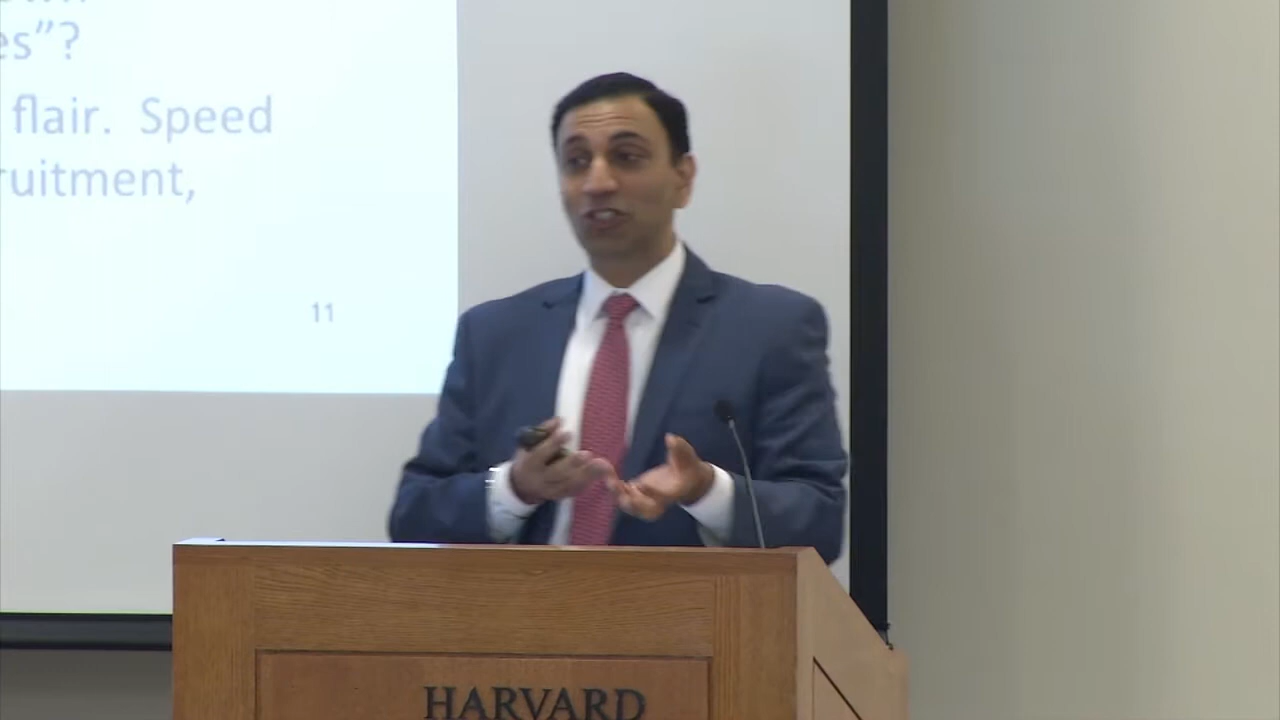 es”?
flair.  Speed
ruitment,
11
HARVARD